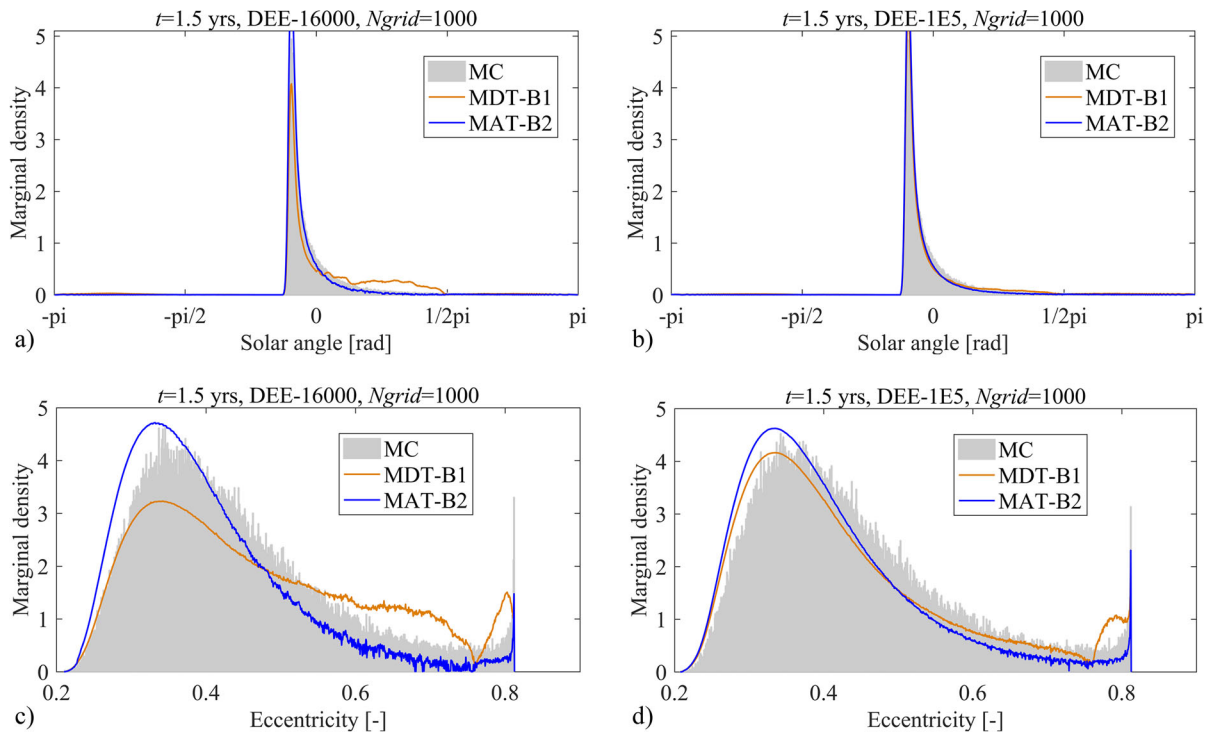 t=1.5 yrs, DEE-16000, Ngrid=1000
5
4
3
2
1
0
Marginal density
MC
MDT-B1
MAT-B2
-pi
-pi/2
0
1/2pi
pi
Solar angle [rad]
a)
t=1.5 yrs, DEE-1E5, Ngrid=1000
5
4
3
2
1
0
Marginal density
MC
MDT-B1
MAT-B2
-pi
-pi/2
0
1/2pi
pi
Solar angle [rad]
b)
t=1.5 yrs, DEE-16000, Ngrid=1000
5
4
3
2
1
0
Marginal density
MC
MDT-B1
MAT-B2
0.2
0.4
0.6
0.8
Eccentricity [-]
c)
t=1.5 yrs, DEE-1E5, Ngrid=1000
5
4
3
2
1
0
Marginal density
MC
MDT-B1
MAT-B2
0.2
0.4
0.6
0.8
Eccentricity [-]
d)